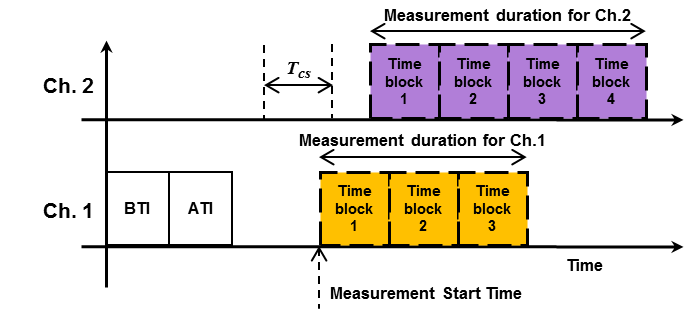 Measurement duration for Ch.2
Ch. 2
Tcs
Time
block
1
Time
block
2
Time
block
3
Time
block
4
Measurement duration for Ch.1
Ch. 1
BTI
ATI
Time
block
1
Time
block
2
Time
block
3
Time
Measurement Start Time